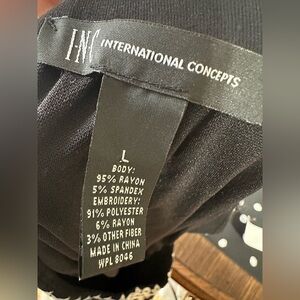 I·N·C INTERNATIONAL CONCEPTS
L
BODY:
95% RAYON
5% SPANDEX
EMBROIDERY:
91% POLYESTER
6% RAYON
3% OTHER FIBER
MADE IN CHINA
WPL 8046